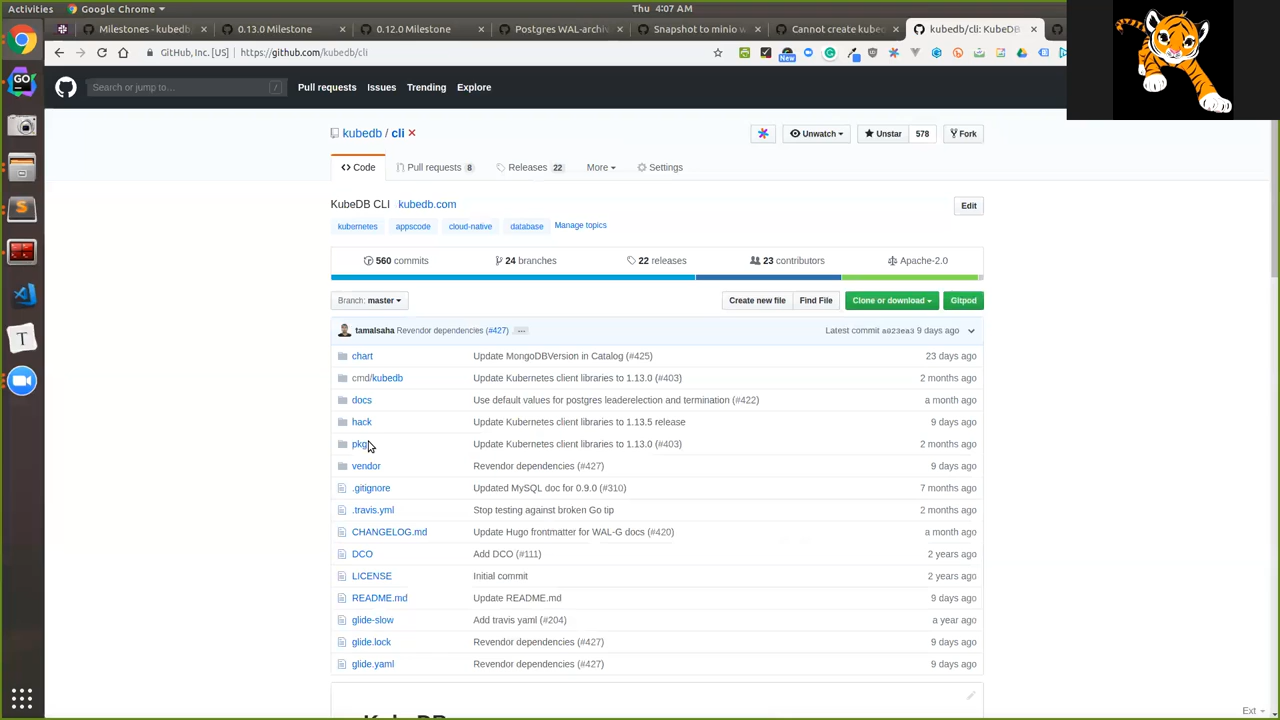 Activities Google Chrome Thu 4:07 AM
Milestones - kubedb/ 0.13.0 Milestone 0.12.0 Milestone Postgres WAL-archiv Snapshot to minio w Cannot create kubed kubedb/cli: KubeDB
GitHub, Inc. [US] https://github.com/kubedb/cli New
Search or jump to… / Pull requests Issues Trending Explore
kubedb / cli Unwatch Unstar 578 Fork
Code Pull requests 8 Releases 22 More Settings
KubeDB CLI kubedb.com Edit
kubernetes appscode cloud-native database Manage topics
560 commits 24 branches 22 releases 23 contributors Apache-2.0
Branch: master Create new file Find File Clone or download Gitpod
tamalsaha Revendor dependencies (#427) … Latest commit a023ea3 9 days ago
chart Update MongoDBVersion in Catalog (#425) 23 days ago
cmd/kubedb Update Kubernetes client libraries to 1.13.0 (#403) 2 months ago
docs Use default values for postgres leaderelection and termination (#422) a month ago
hack Update Kubernetes client libraries to 1.13.5 release 9 days ago
pkg Update Kubernetes client libraries to 1.13.0 (#403) 2 months ago
vendor Revendor dependencies (#427) 9 days ago
.gitignore Updated MySQL doc for 0.9.0 (#310) 7 months ago
.travis.yml Stop testing against broken Go tip 2 months ago
CHANGELOG.md Update Hugo frontmatter for WAL-G docs (#420) a month ago
DCO Add DCO (#111) 2 years ago
LICENSE Initial commit 2 years ago
README.md Update README.md 9 days ago
glide-slow Add travis yaml (#204) a year ago
glide.lock Revendor dependencies (#427) 9 days ago
glide.yaml Revendor dependencies (#427) 9 days ago
Ext